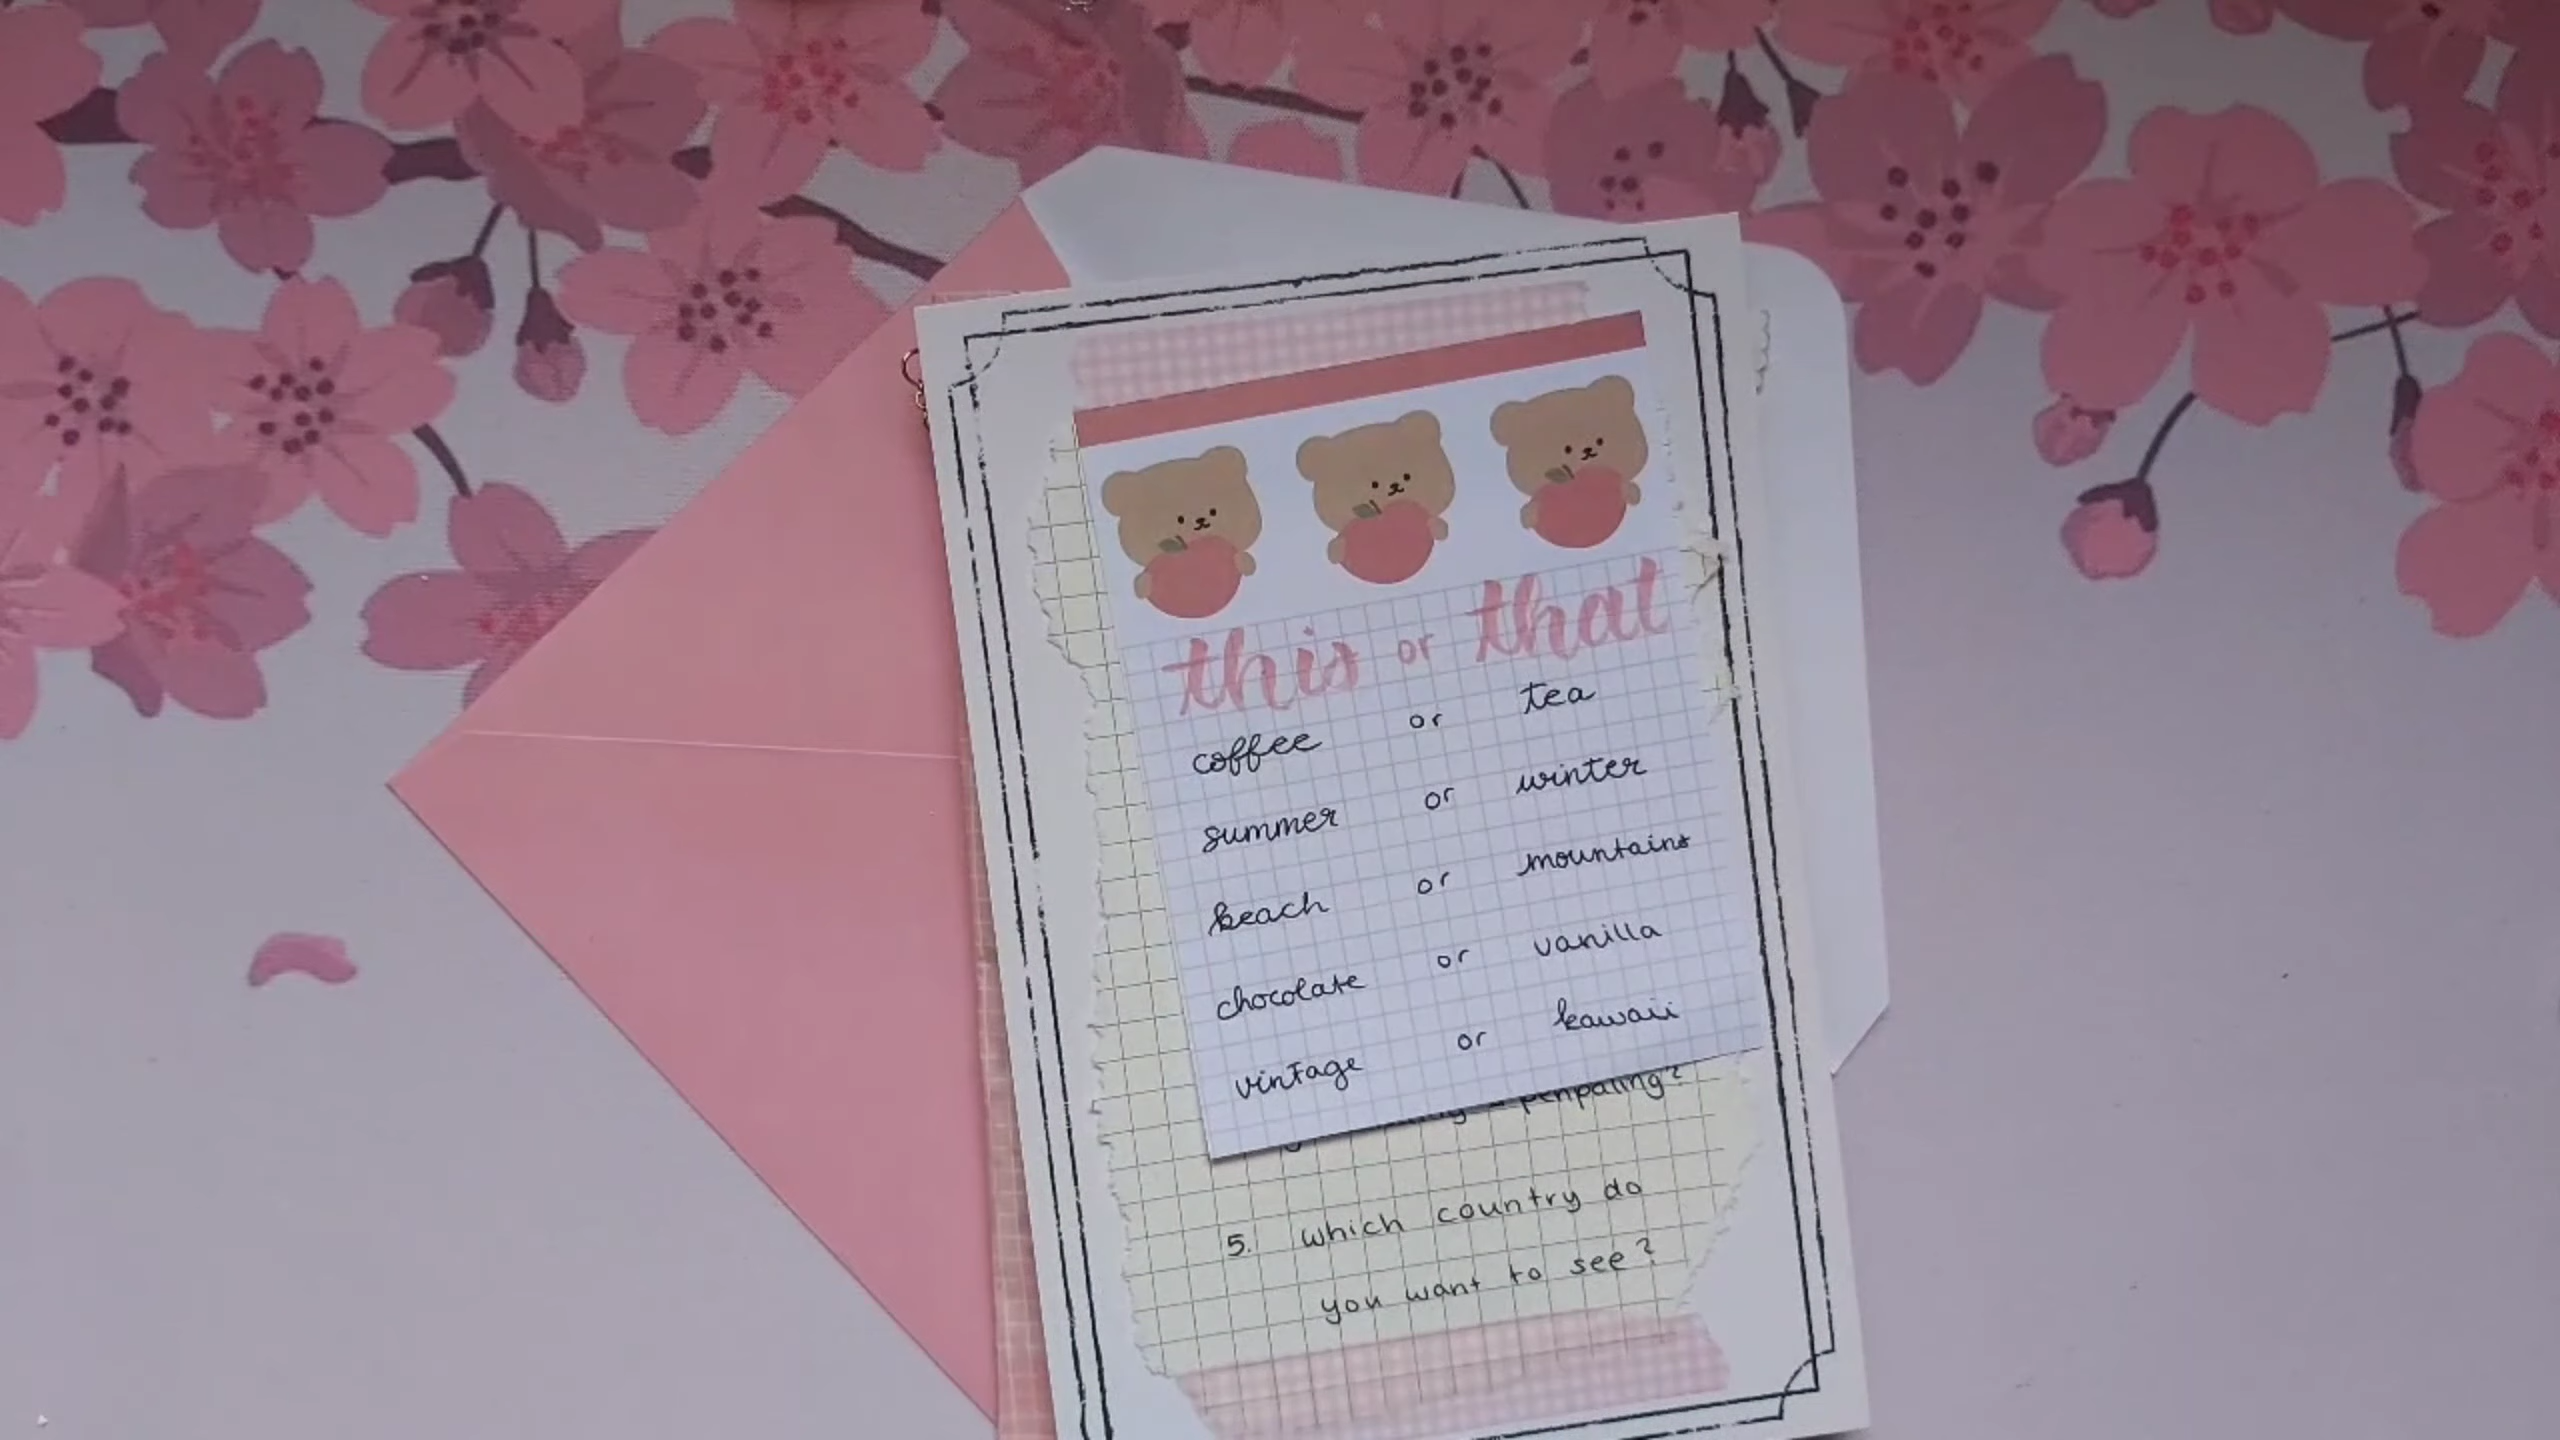 this or that
coffee or tea
summer or winter
beach or mountains
chocolate or vanilla
vintage or kawaii
penpaling?
5. which country do
you want to see?